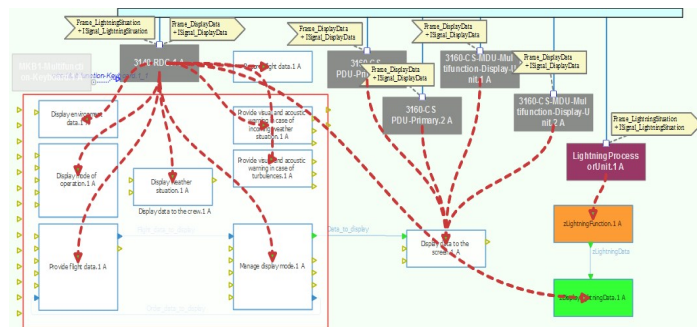 Frame_LightningSituation
+ ISignal_LightningSituation
Frame_DisplayData
+ ISignal_DisplayData
Frame_DisplayData
+ ISignal_DisplayData
Frame_DisplayData
+ ISignal_DisplayData
Frame_DisplayData
+ ISignal_DisplayData
Frame_DisplayData
+ ISignal_DisplayData
Frame_LightningSituation
+ ISignal_LightningSituation
3160-CS
3160-CS-MDU-Mul
tifunction-Display-U
3160-CS
PDU-Primary.2 A
3160-CS-MDU-Mul
tifunction-Display-U
nit.2 A
LightningProcess
orUnit.1 A
Display environment
data.1 A
Provide visual and acoustic
warning in case of
incoming weather
situation.1 A
Provide visual and acoustic
warning in case of
turbulences.1 A
Display mode of
operation.1 A
Display weather
situation.1 A
Display data to the crew.1 A
Provide flight data.1 A
Manage display mode.1 A
Data_to_display
Display data to the
screen.1 A
zLightningFunction.1 A
zLightningData